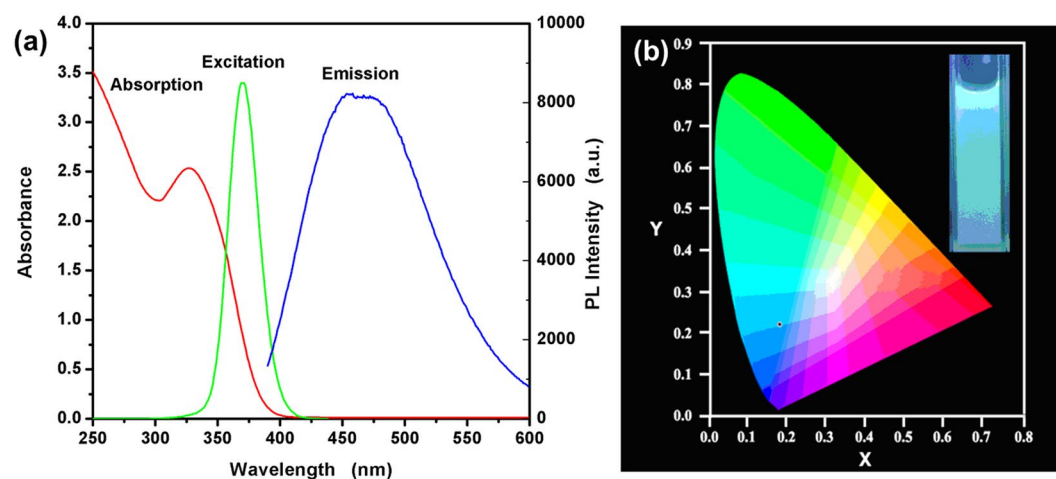 (a)
Absorption
Excitation
Emission
Absorbance
4.0
3.5
3.0
2.5
2.0
1.5
1.0
0.5
0.0
250 300 350 400 450 500 550 600
Wavelength (nm)
10000
8000
6000
4000
2000
0
PL Intensity (a.u.)
(b)
0.9
0.8
0.7
0.6
0.5
0.4
0.3
0.2
0.1
0.0
Y
0.0 0.1 0.2 0.3 0.4 0.5 0.6 0.7 0.8
X